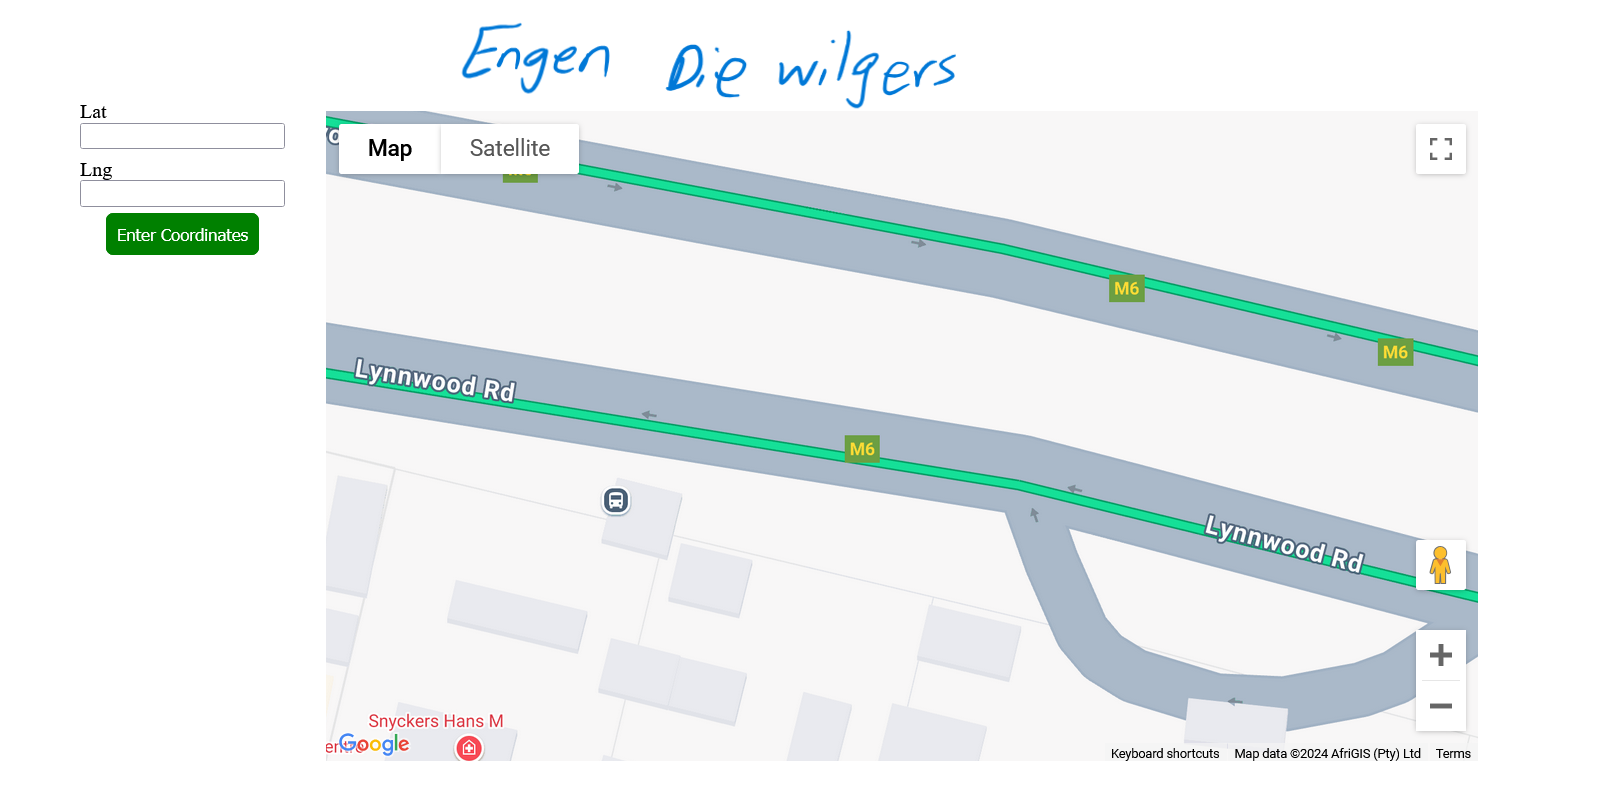 Engen Die wilgers
Lat
Lng
Enter Coordinates
Map
Satellite
M6
M6
Lynnwood Rd
M6
Lynnwood Rd
Snyckers Hans M
Google
Keyboard shortcuts
Map data ©2024 AfriGIS (Pty) Ltd
Terms